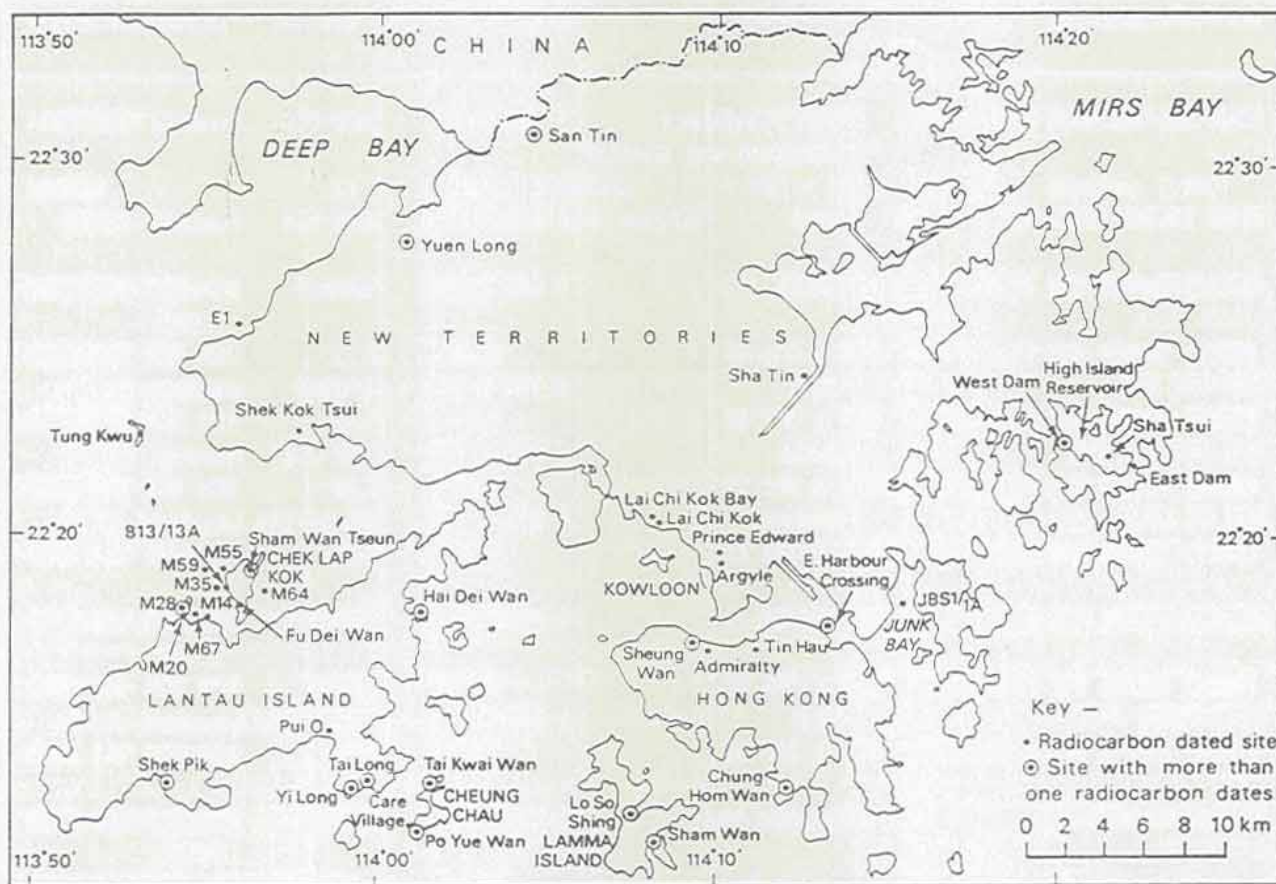 113°50'
114°00'
CHINA
114°10'
114°20'
MIRS BAY
DEEP BAY
San Tin
22°30'
22°30'
Yuen Long
E1
NEW TERRITORIES
Sha Tin
West Dam
High Island
Reservoir
Sha Tsui
East Dam
Shek Kok Tsui
Tung Kwu
Lai Chi Kok Bay
Lai Chi Kok
Prince Edward
Argyle
E. Harbour
Crossing
KOWLOON
22°20'
22°20'
B13/13A
Sham Wan Tseun
CHEK LAP
KOK
M55
M59
M35
M64
M28
M14
M67
M20
Fu Dei Wan
Hai Dei Wan
JBS1/1A
JUNK
BAY
Sheung
Wan
Admiralty
Tin Hau
HONG KONG
LANTAU ISLAND
Pui O
Shek Pik
Tai Long
Yi Long
Tai Kwai Wan
CHEUNG
CHAU
Care
Village
Po Yue Wan
Lo So
Shing
LAMMA
ISLAND
Sham Wan
Chung
Hom Wan
Key –
• Radiocarbon dated site
⊙ Site with more than
one radiocarbon dates
0 2 4 6 8 10 km
113°50'
114°00'
114°10'